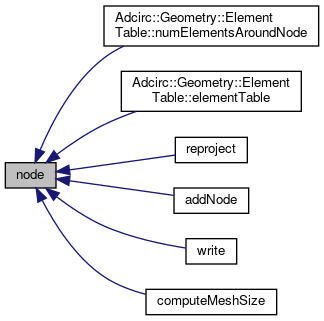 Adcirc::Geometry::Element
Table::numElementsAroundNode
Adcirc::Geometry::Element
Table::elementTable
reproject
node
addNode
write
computeMeshSize